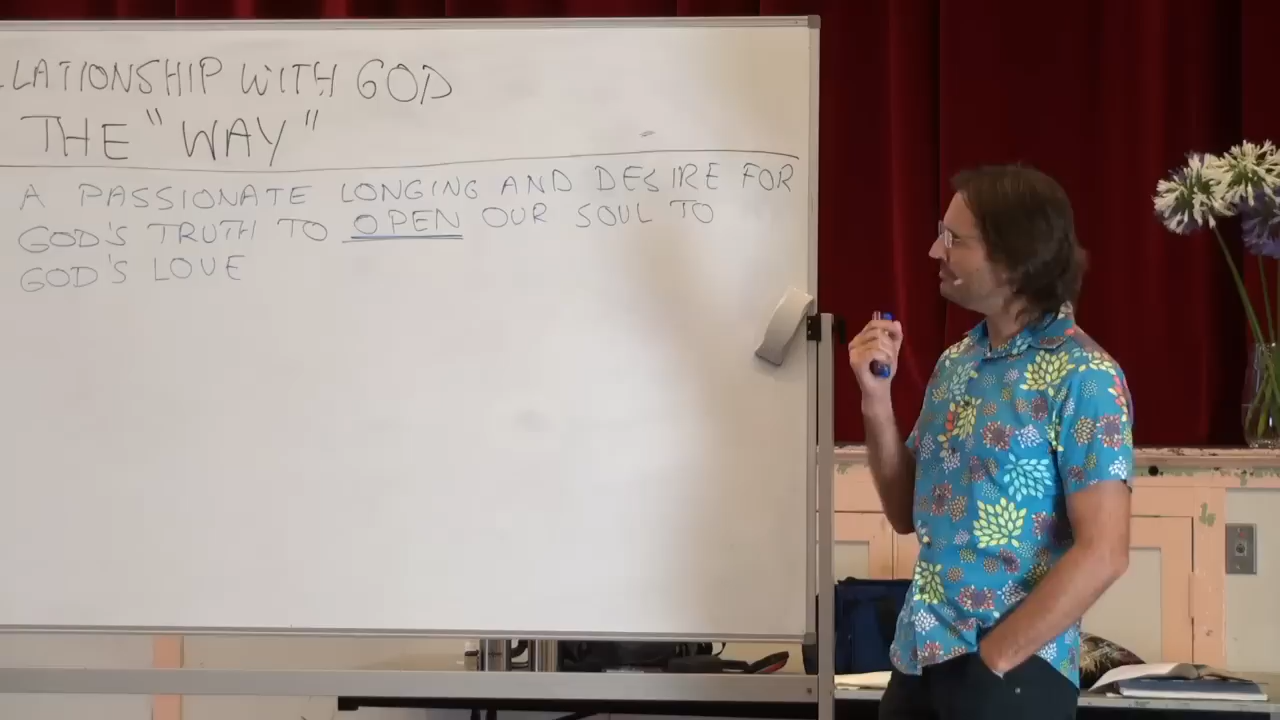 LATIONSHIP WITH GOD
THE "WAY"
A PASSIONATE LONGING AND DESIRE FOR
GOD'S TRUTH TO OPEN OUR SOUL TO
GOD'S LOVE